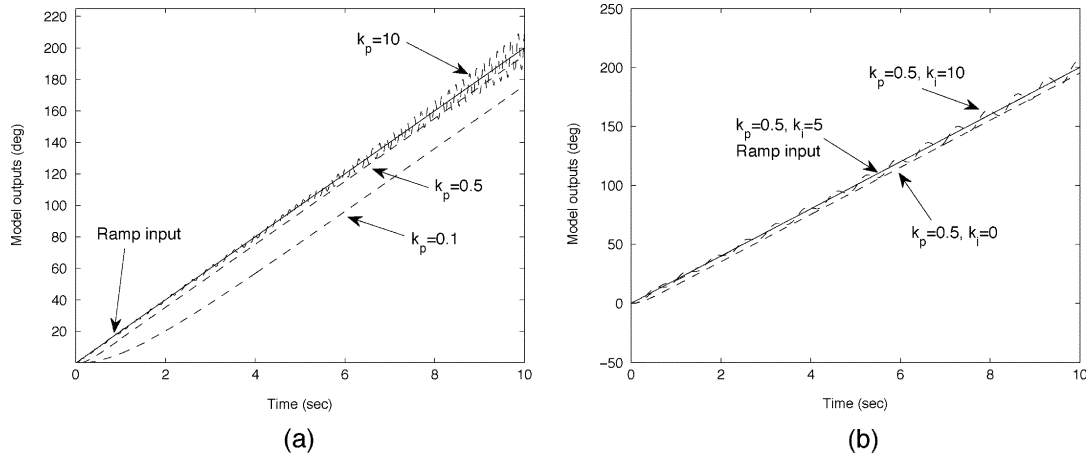 220
200
180
160
140
120
100
80
60
40
20
0
2
4
6
8
10
Model outputs (deg)
Time (sec)
k_p=10
k_p=0.5
k_p=0.1
Ramp input
(a)
250
200
150
100
50
0
−50
0
2
4
6
8
10
Model outputs (deg)
Time (sec)
k_p=0.5, k_i=10
k_p=0.5, k_i=5
Ramp input
k_p=0.5, k_i=0
(b)